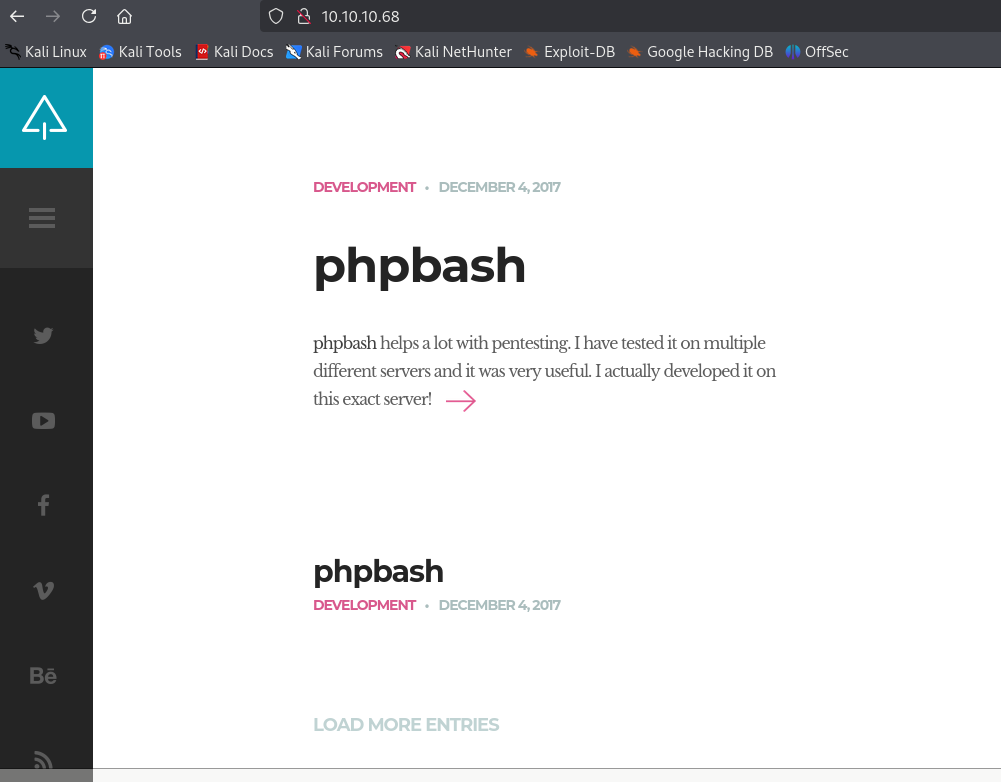 10.10.10.68
Kali Linux Kali Tools Kali Docs Kali Forums Kali NetHunter Exploit-DB Google Hacking DB OffSec
DEVELOPMENT • DECEMBER 4, 2017
phpbash
phpbash helps a lot with pentesting. I have tested it on multiple
different servers and it was very useful. I actually developed it on
this exact server!
phpbash
DEVELOPMENT • DECEMBER 4, 2017
Bē
LOAD MORE ENTRIES